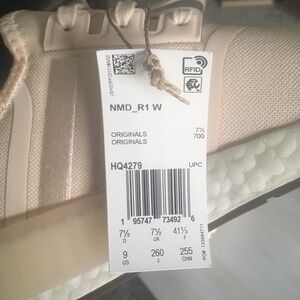 RFID
NMD_R1 W
ORIGINALS 7½
ORIGINALS 700
HQ4279 UPC
1 95747 73492 6
7½ 7½ 41⅓
D UK F
9 260 255
US J CHN